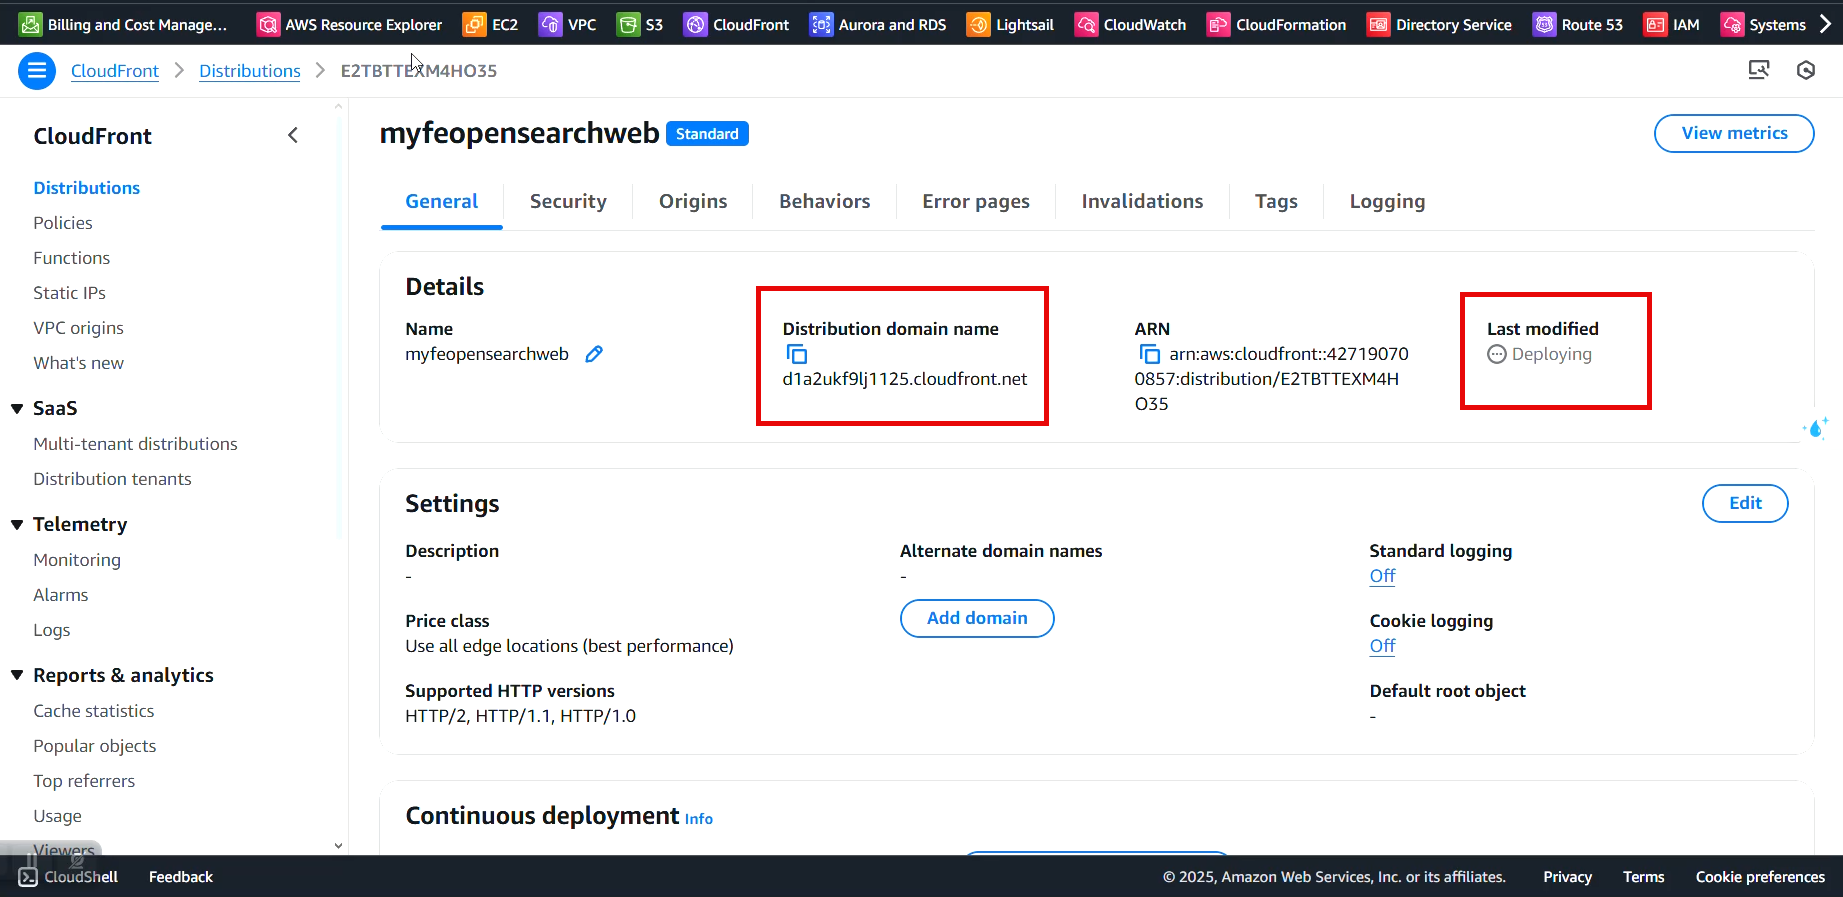 Billing and Cost Manage...
AWS Resource Explorer
EC2
VPC
S3
CloudFront
Aurora and RDS
Lightsail
CloudWatch
CloudFormation
Directory Service
Route 53
IAM
Systems
CloudFront
Distributions
E2TBTTEXM4HO35
CloudFront
Distributions
Policies
Functions
Static IPs
VPC origins
What's new
SaaS
Multi-tenant distributions
Distribution tenants
Telemetry
Monitoring
Alarms
Logs
Reports & analytics
Cache statistics
Popular objects
Top referrers
Usage
Viewers
myfeopensearchweb
Standard
View metrics
General
Security
Origins
Behaviors
Error pages
Invalidations
Tags
Logging
Details
Name
myfeopensearchweb
Distribution domain name
d1a2ukf9lj1125.cloudfront.net
ARN
arn:aws:cloudfront::42719070
0857:distribution/E2TBTTEXM4H
O35
Last modified
Deploying
Settings
Edit
Description
-
Price class
Use all edge locations (best performance)
Supported HTTP versions
HTTP/2, HTTP/1.1, HTTP/1.0
Alternate domain names
-
Add domain
Standard logging
Off
Cookie logging
Off
Default root object
-
Continuous deployment Info
CloudShell
Feedback
© 2025, Amazon Web Services, Inc. or its affiliates.
Privacy
Terms
Cookie preferences